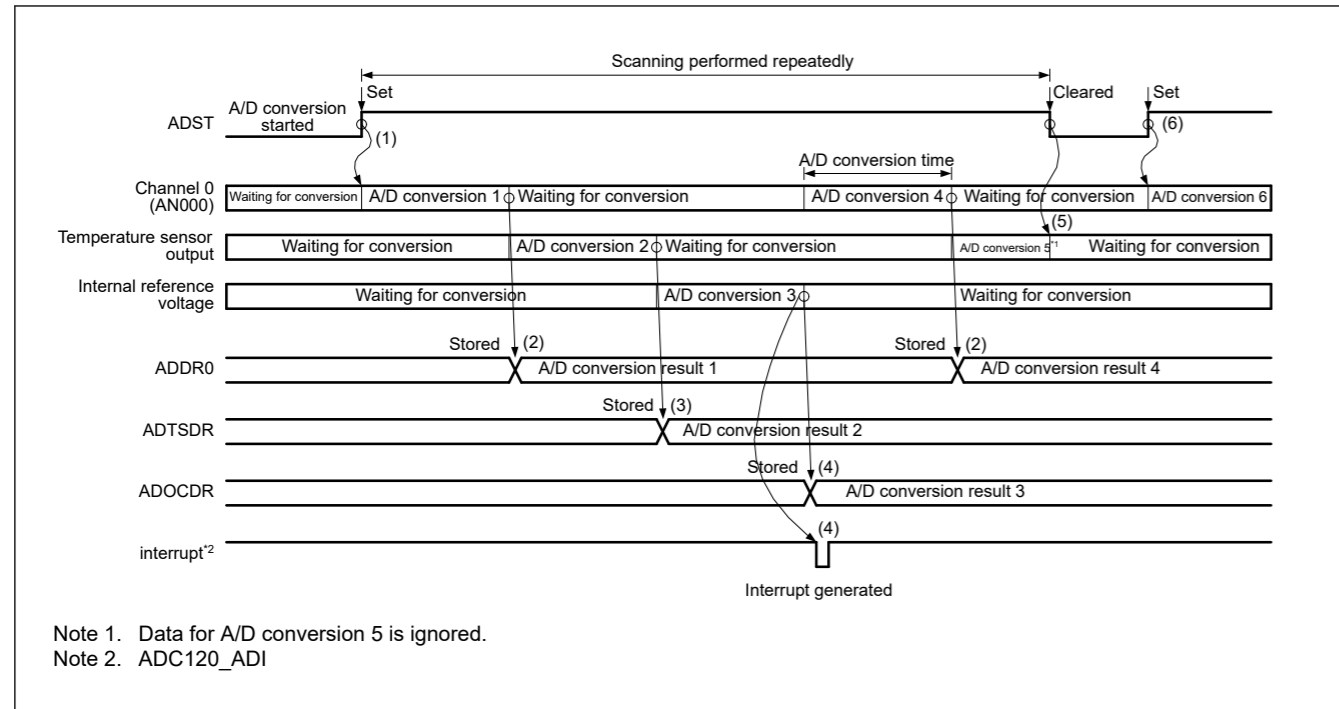 Scanning performed repeatedly
Set
Cleared
Set
ADST
A/D conversion
started
(1)
(6)
A/D conversion time
Channel 0
(AN000)
Waiting for conversion
A/D conversion 1
Waiting for conversion
A/D conversion 4
Waiting for conversion
A/D conversion 6
(5)
Temperature sensor
output
Waiting for conversion
A/D conversion 2
Waiting for conversion
A/D conversion 5*1
Waiting for conversion
Internal reference
voltage
Waiting for conversion
A/D conversion 3
Waiting for conversion
Stored
(2)
Stored
(2)
ADDR0
A/D conversion result 1
A/D conversion result 4
Stored
(3)
ADTSDR
A/D conversion result 2
Stored
(4)
ADOCDR
A/D conversion result 3
(4)
interrupt*2
Interrupt generated
Note 1. Data for A/D conversion 5 is ignored.
Note 2. ADC120_ADI